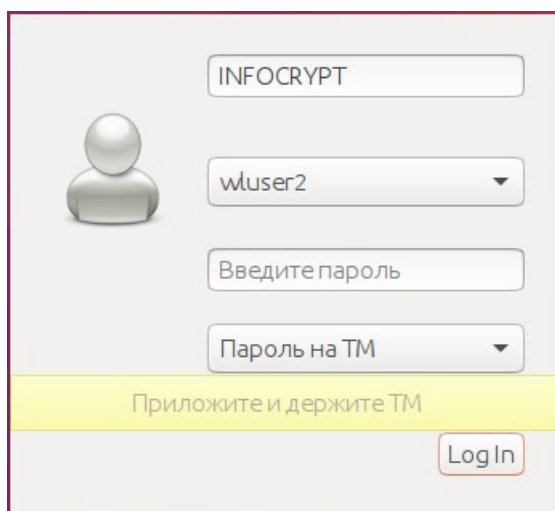 INFOCRYPT
wluser2
Введите пароль
Пароль на ТМ
Приложите и держите ТМ
Log In